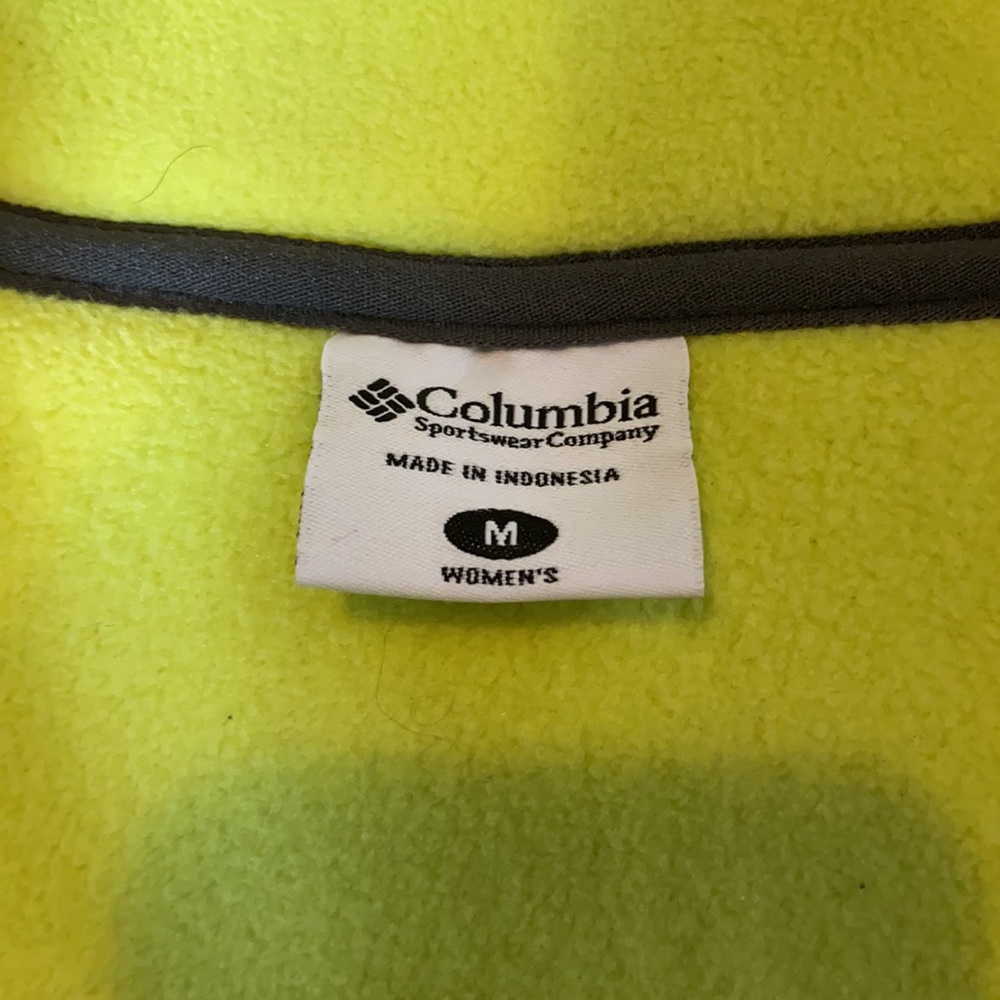 Columbia
Sportswear Company
MADE IN INDONESIA
M
WOMEN'S